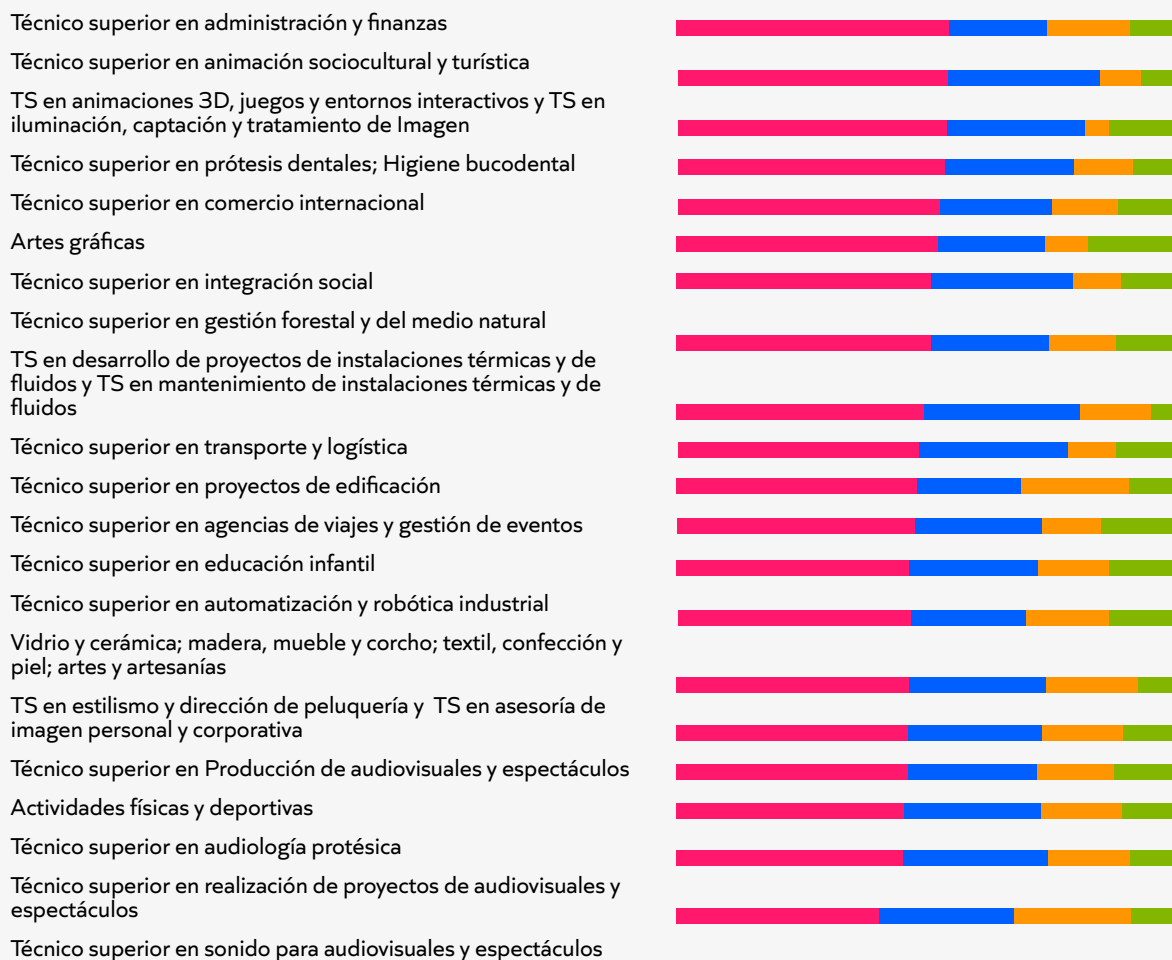 Técnico superior en administración y finanzas
Técnico superior en animación sociocultural y turística
TS en animaciones 3D, juegos y entornos interactivos y TS en
iluminación, captación y tratamiento de Imagen
Técnico superior en prótesis dentales; Higiene bucodental
Técnico superior en comercio internacional
Artes gráficas
Técnico superior en integración social
Técnico superior en gestión forestal y del medio natural
TS en desarrollo de proyectos de instalaciones térmicas y de
fluidos y TS en mantenimiento de instalaciones térmicas y de
fluidos
Técnico superior en transporte y logística
Técnico superior en proyectos de edificación
Técnico superior en agencias de viajes y gestión de eventos
Técnico superior en educación infantil
Técnico superior en automatización y robótica industrial
Vidrio y cerámica; madera, mueble y corcho; textil, confección y
piel; artes y artesanías
TS en estilismo y dirección de peluquería y  TS en asesoría de
imagen personal y corporativa
Técnico superior en Producción de audiovisuales y espectáculos
Actividades físicas y deportivas
Técnico superior en audiología protésica
Técnico superior en realización de proyectos de audiovisuales y
espectáculos
Técnico superior en sonido para audiovisuales y espectáculos